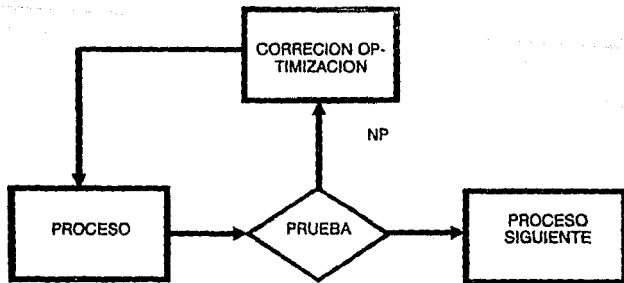 CORRECION OP-
TIMIZACION
NP
PROCESO
PRUEBA
PROCESO
SIGUIENTE